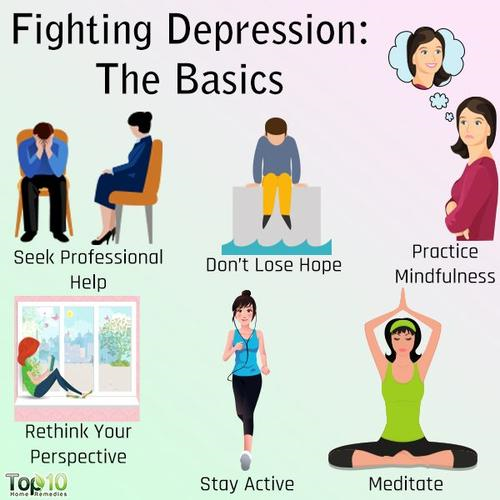 Fighting Depression:
The Basics
Seek Professional
Help
Don't Lose Hope
Practice
Mindfulness
Rethink Your
Perspective
Stay Active
Meditate
Top10
Home Remedies